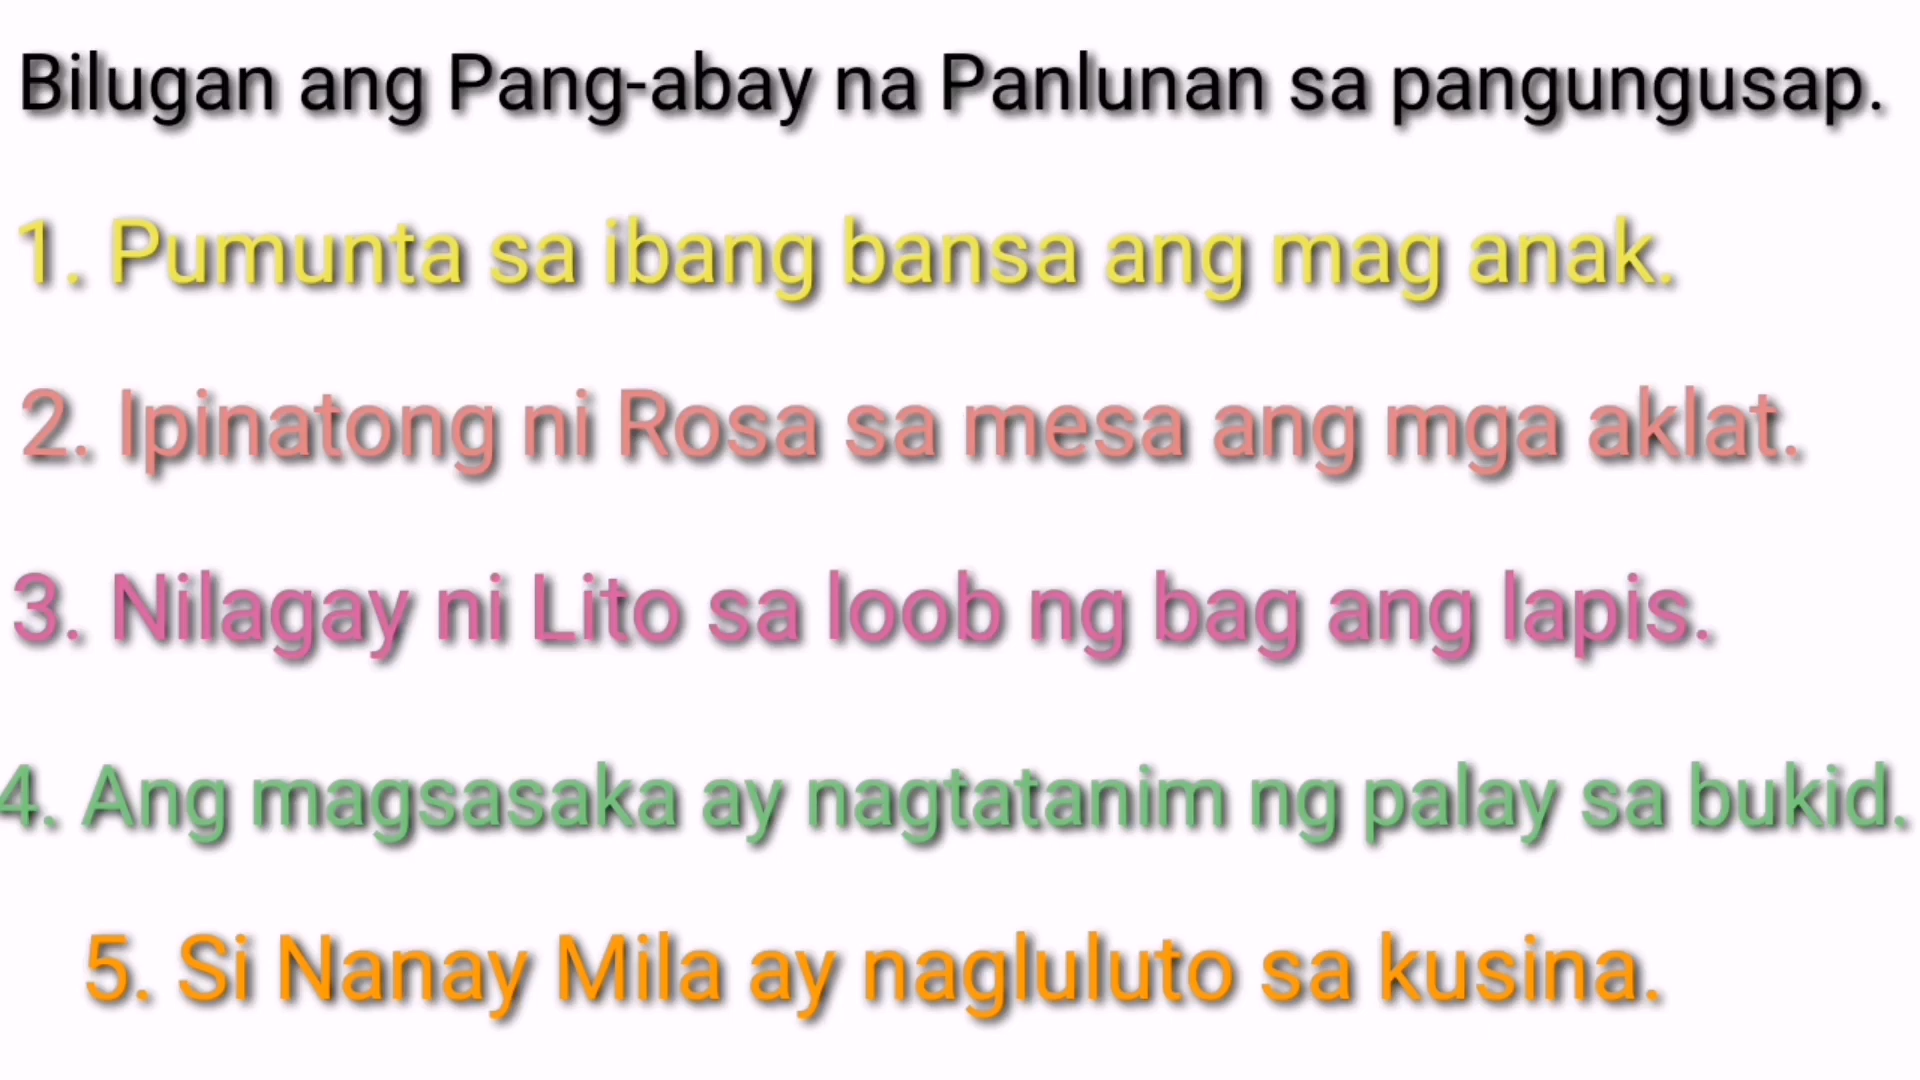 Bilugan ang Pang-abay na Panlunan sa pangungusap.
1. Pumunta sa ibang bansa ang mag anak.
2. Ipinatong ni Rosa sa mesa ang mga aklat.
3. Nilagay ni Lito sa loob ng bag ang lapis.
4. Ang magsasaka ay nagtatanim ng palay sa bukid.
5. Si Nanay Mila ay nagluluto sa kusina.